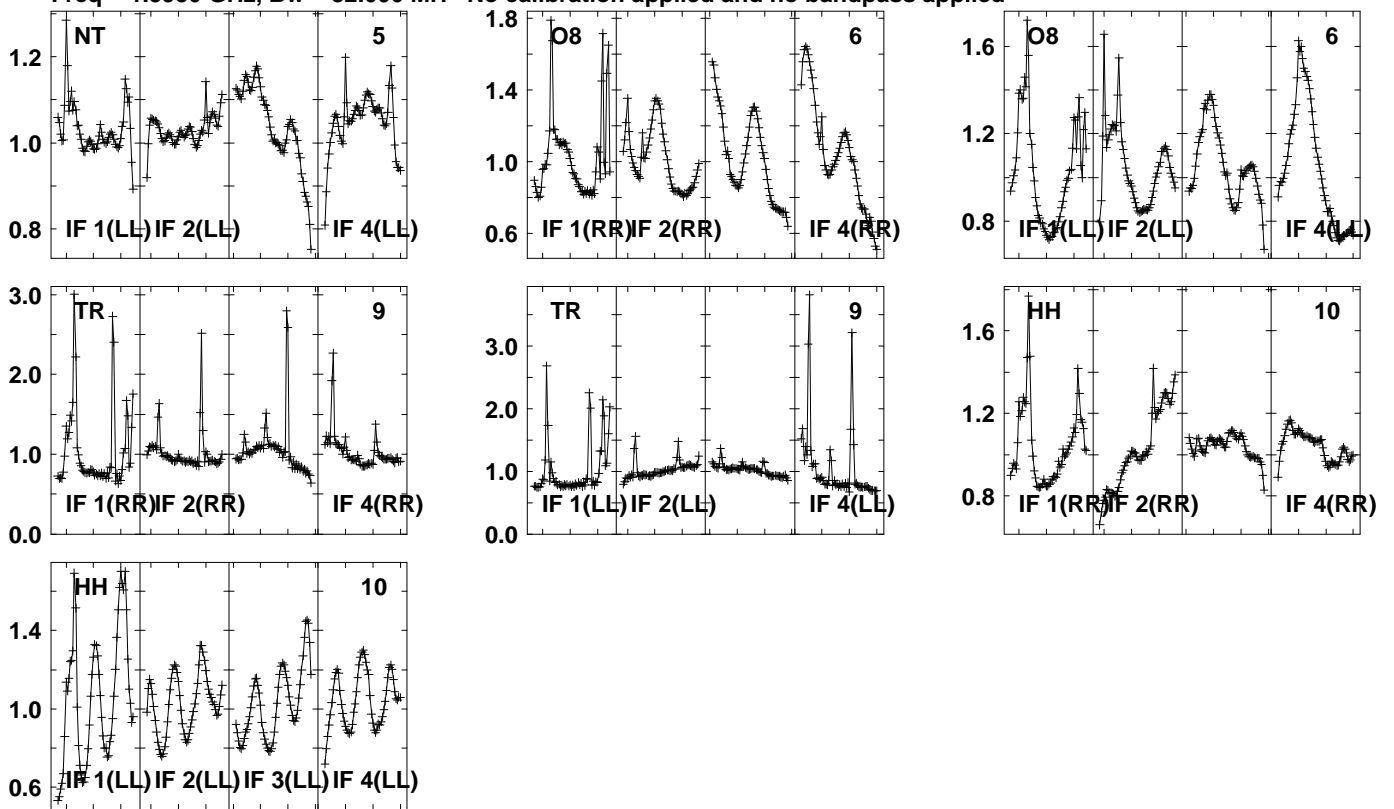 No calibration applied and no bandpass applied
NT 5
1.2
1.0
0.8
IF 1(LL) IF 2(LL) IF 4(LL)
O8 6
1.8
1.4
1.0
0.6
IF 1(RR) IF 2(RR) IF 4(RR)
O8 6
1.6
1.2
0.8
IF 1(LL) IF 2(LL) IF 4(LL)
TR 9
3.0
2.0
1.0
0.0
IF 1(RR) IF 2(RR) IF 4(RR)
TR 9
3.0
2.0
1.0
0.0
IF 1(LL) IF 2(LL) IF 4(LL)
HH 10
1.6
1.2
0.8
IF 1(RR) IF 2(RR) IF 4(RR)
HH 10
1.4
1.0
0.6
IF 1(LL) IF 2(LL) IF 3(LL) IF 4(LL)